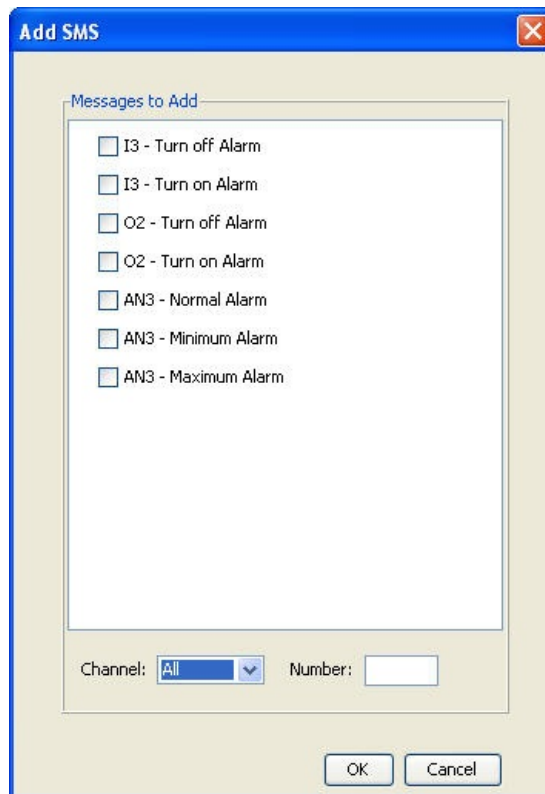 Add SMS
Messages to Add
I3 - Turn off Alarm
I3 - Turn on Alarm
O2 - Turn off Alarm
O2 - Turn on Alarm
AN3 - Normal Alarm
AN3 - Minimum Alarm
AN3 - Maximum Alarm
Channel: All Number:
OK Cancel